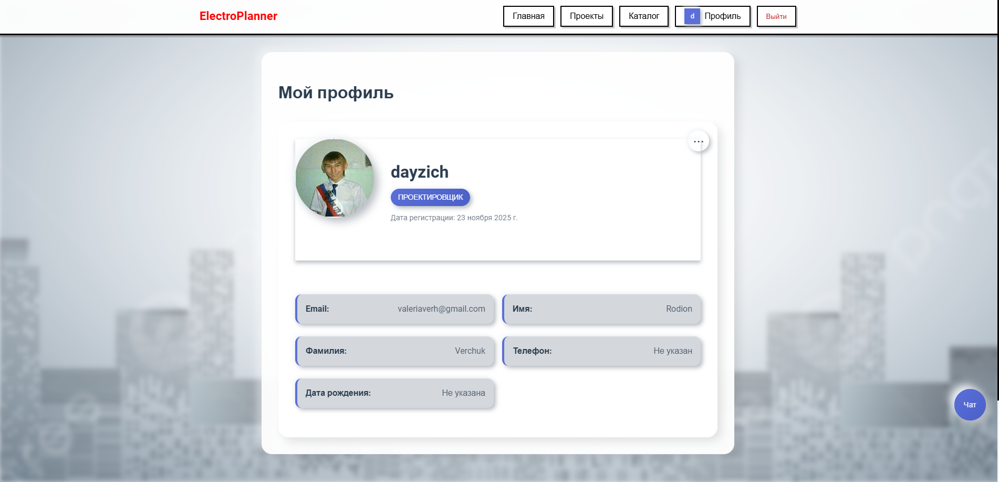 ElectroPlanner
Главная
Проекты
Каталог
d
Профиль
Выйти
Мой профиль
...
dayzich
ПРОЕКТИРОВЩИК
Дата регистрации: 23 ноября 2025 г.
Email: valeriaverh@gmail.com
Имя: Rodion
Фамилия: Verchuk
Телефон: Не указан
Дата рождения: Не указана
Чат